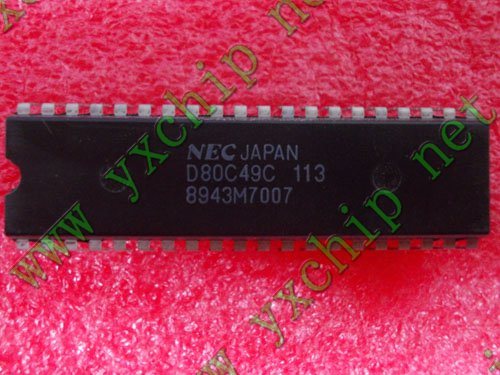 www.yxchip.net
NEC JAPAN
D80C49C 113
8943M7007
www.yxchip.net